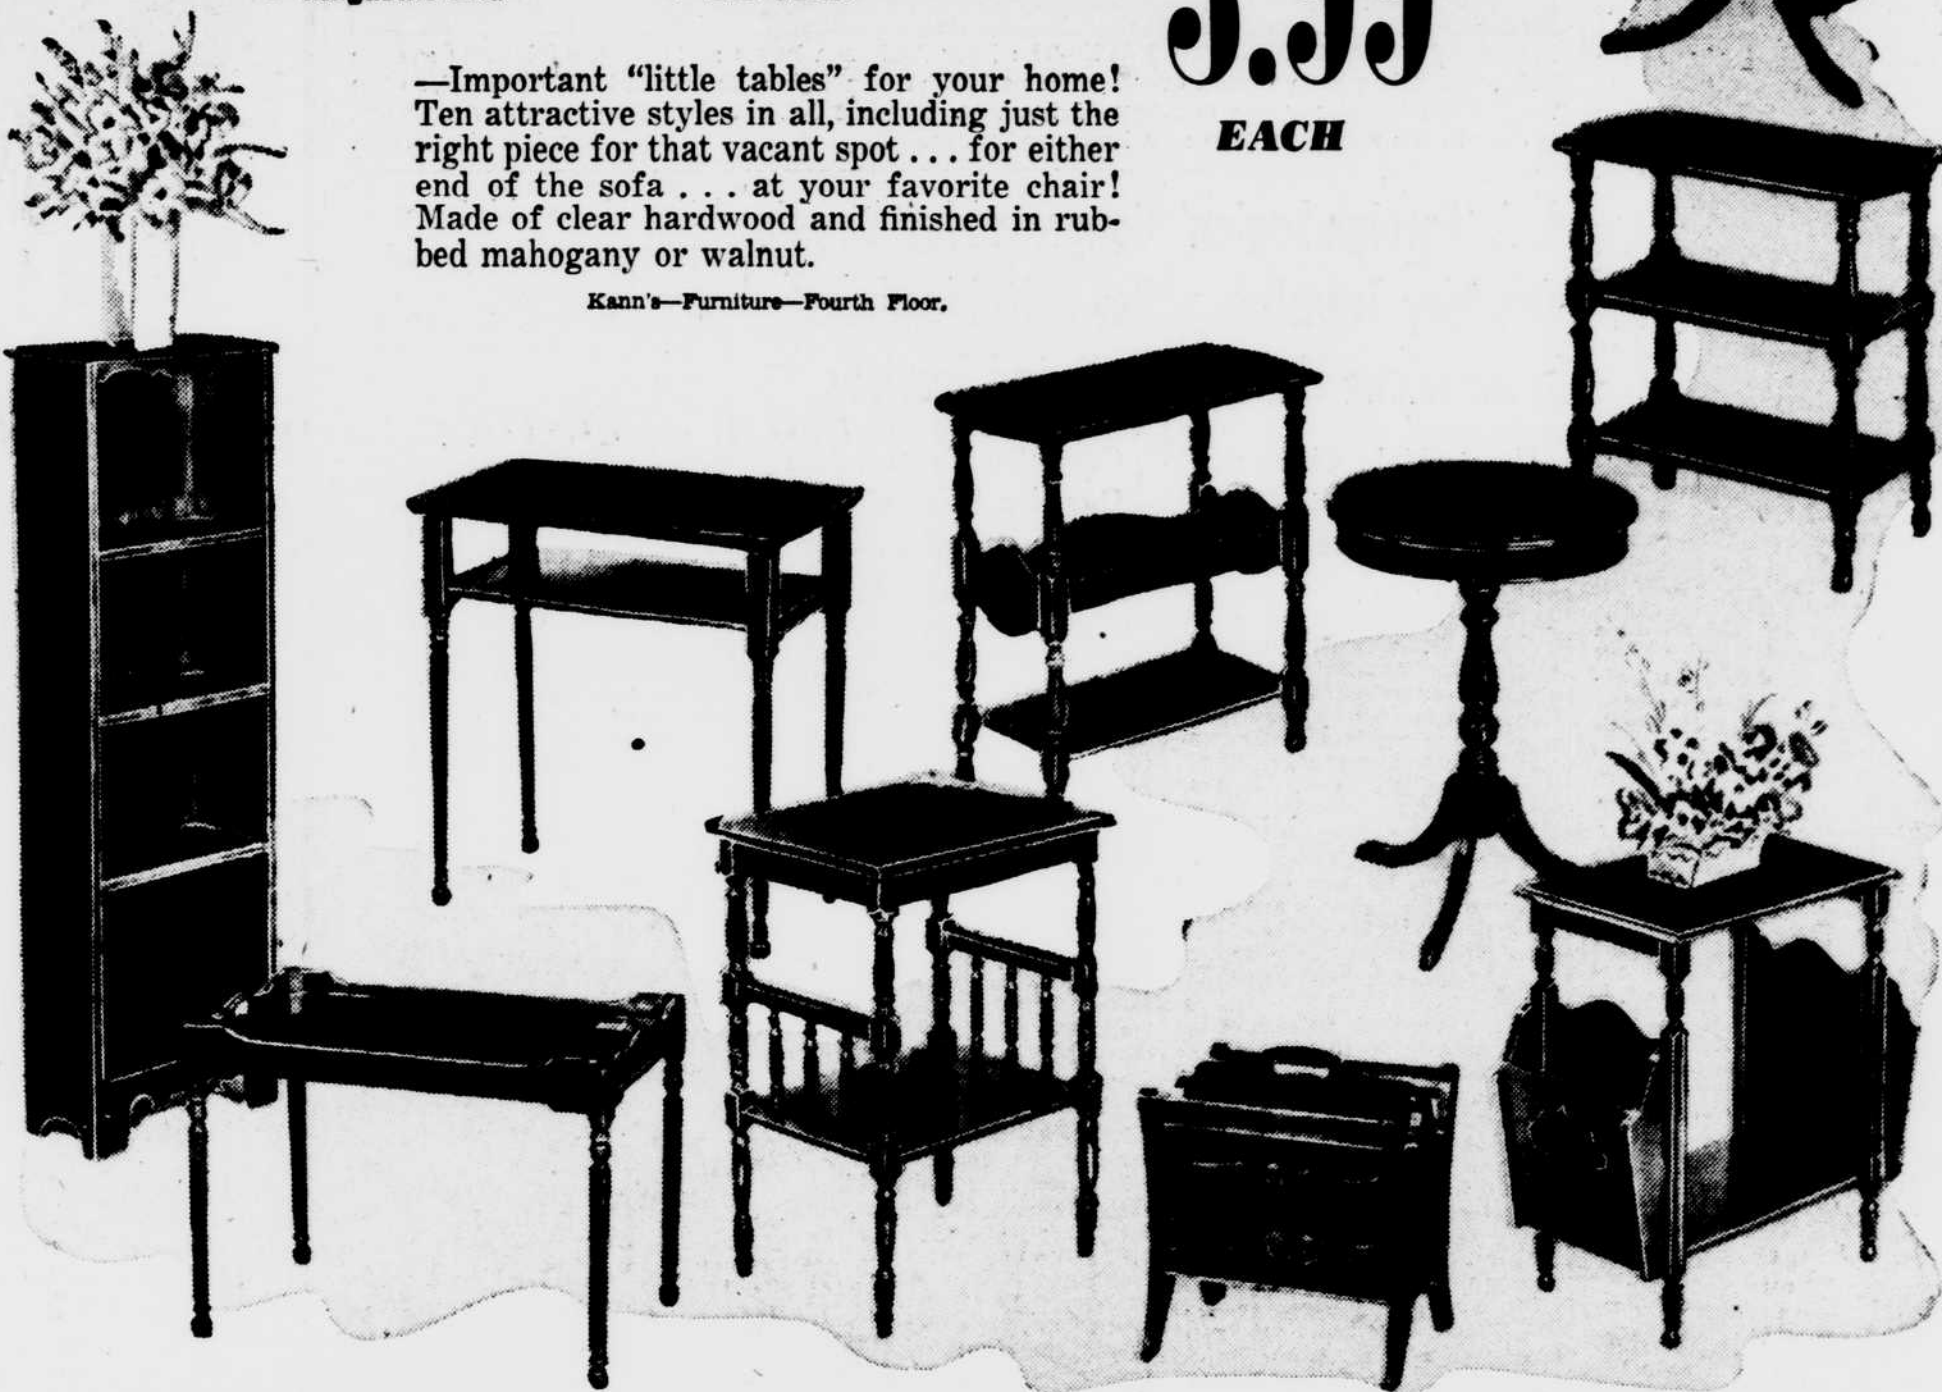 —Important “little tables” for your home!
Ten attractive styles in all, including just the
right piece for that vacant spot . . . for either
end of the sofa . . . at your favorite chair!
Made of clear hardwood and finished in rub-
bed mahogany or walnut.
EACH
Kann's—Furniture—Fourth Floor.